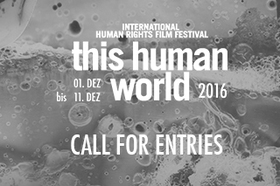 INTERNATIONAL
HUMAN RIGHTS FILM FESTIVAL
this human
01. DEZ
bis 11. DEZ
world 2016
CALL FOR ENTRIES